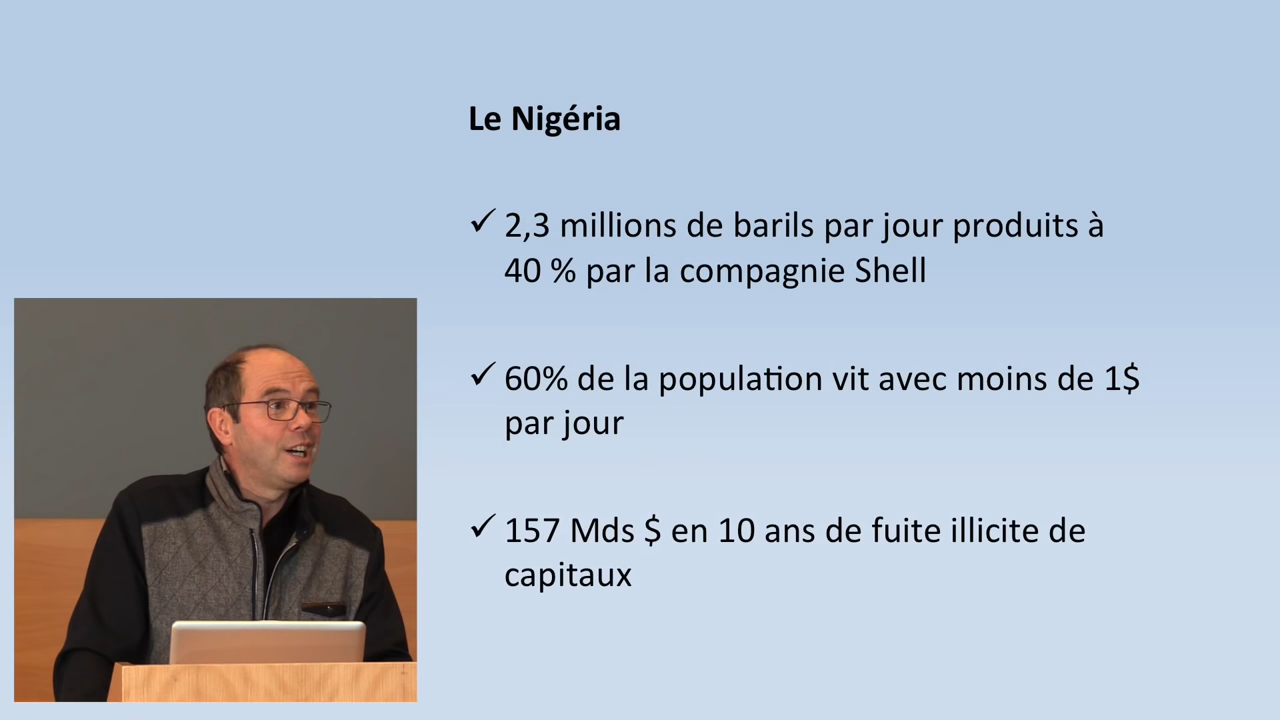 Le Nigéria
✓ 2,3 millions de barils par jour produits à
40 % par la compagnie Shell
✓ 60% de la population vit avec moins de 1$
par jour
✓ 157 Mds $ en 10 ans de fuite illicite de
capitaux